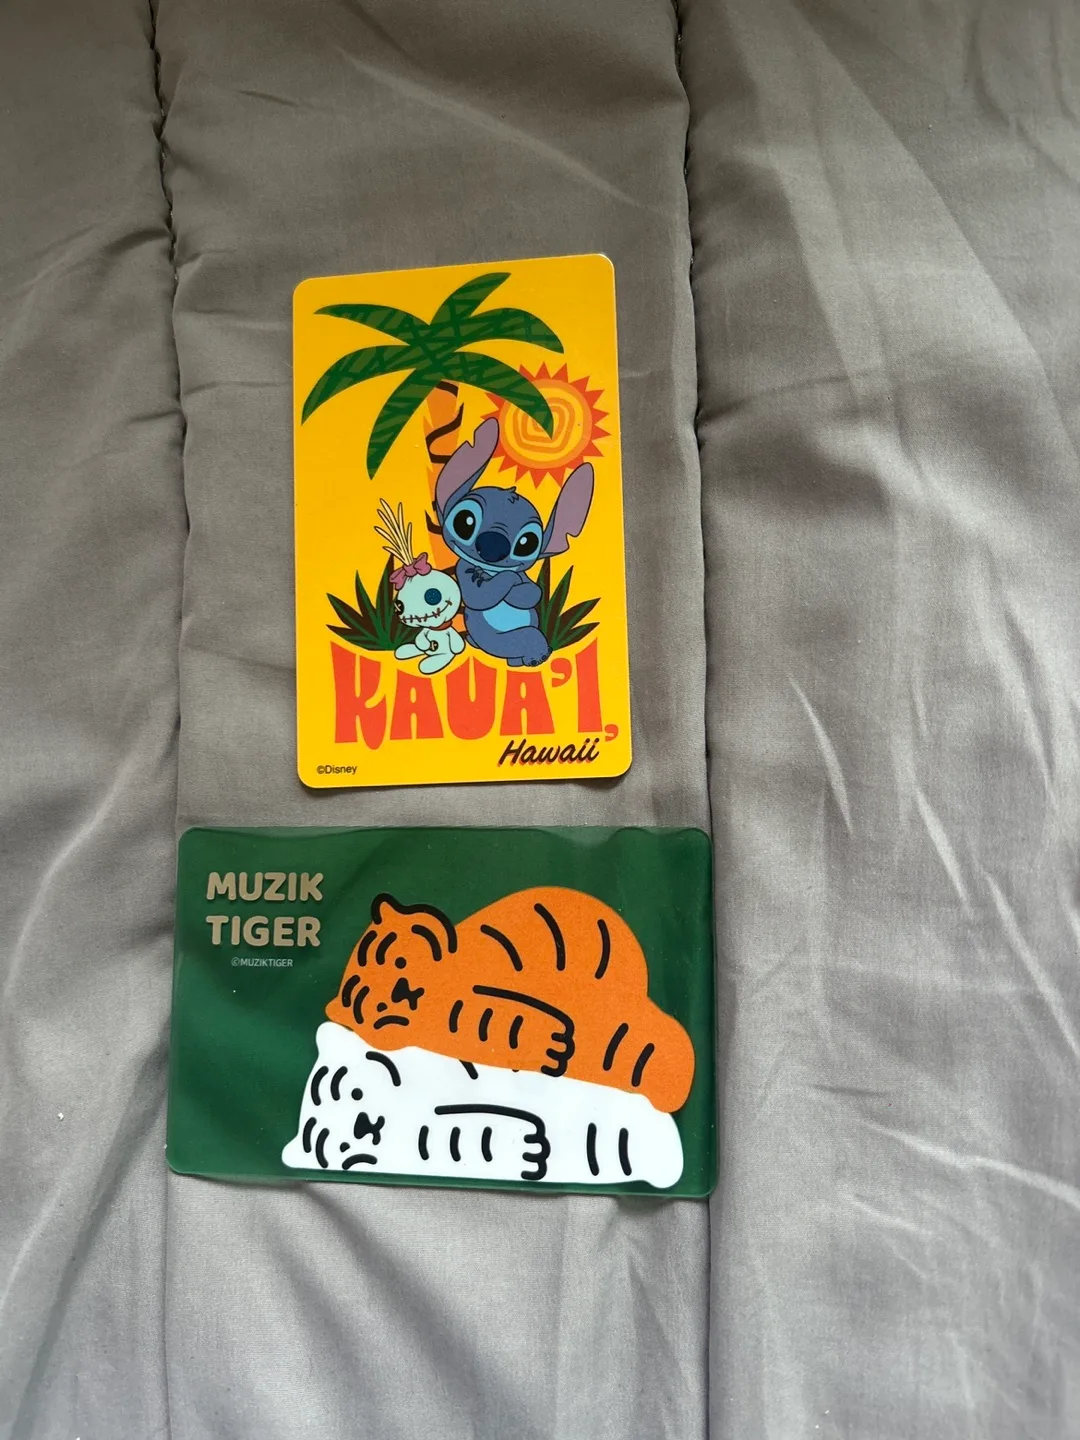 KAUA'I,
Hawaii
©Disney
MUZIK
TIGER
©MUZIKTIGER